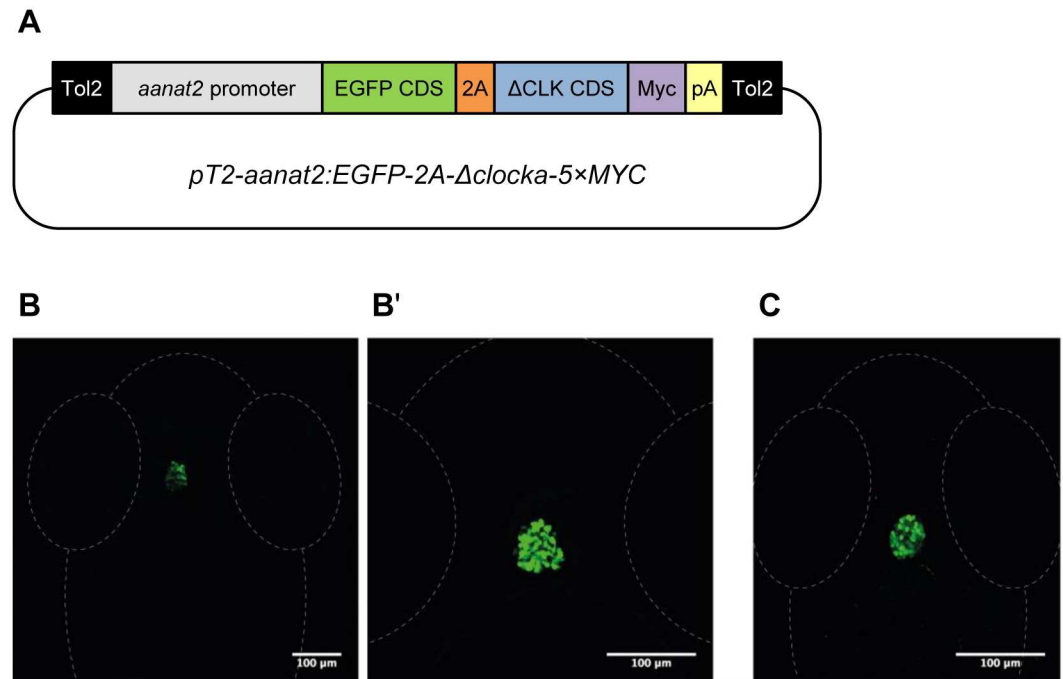 A
Tol2 aanat2 promoter EGFP CDS 2A ΔCLK CDS Myc pA Tol2
pT2-aanat2:EGFP-2A-Δclocka-5×MYC
B B' C
100 µm 100 µm 100 µm